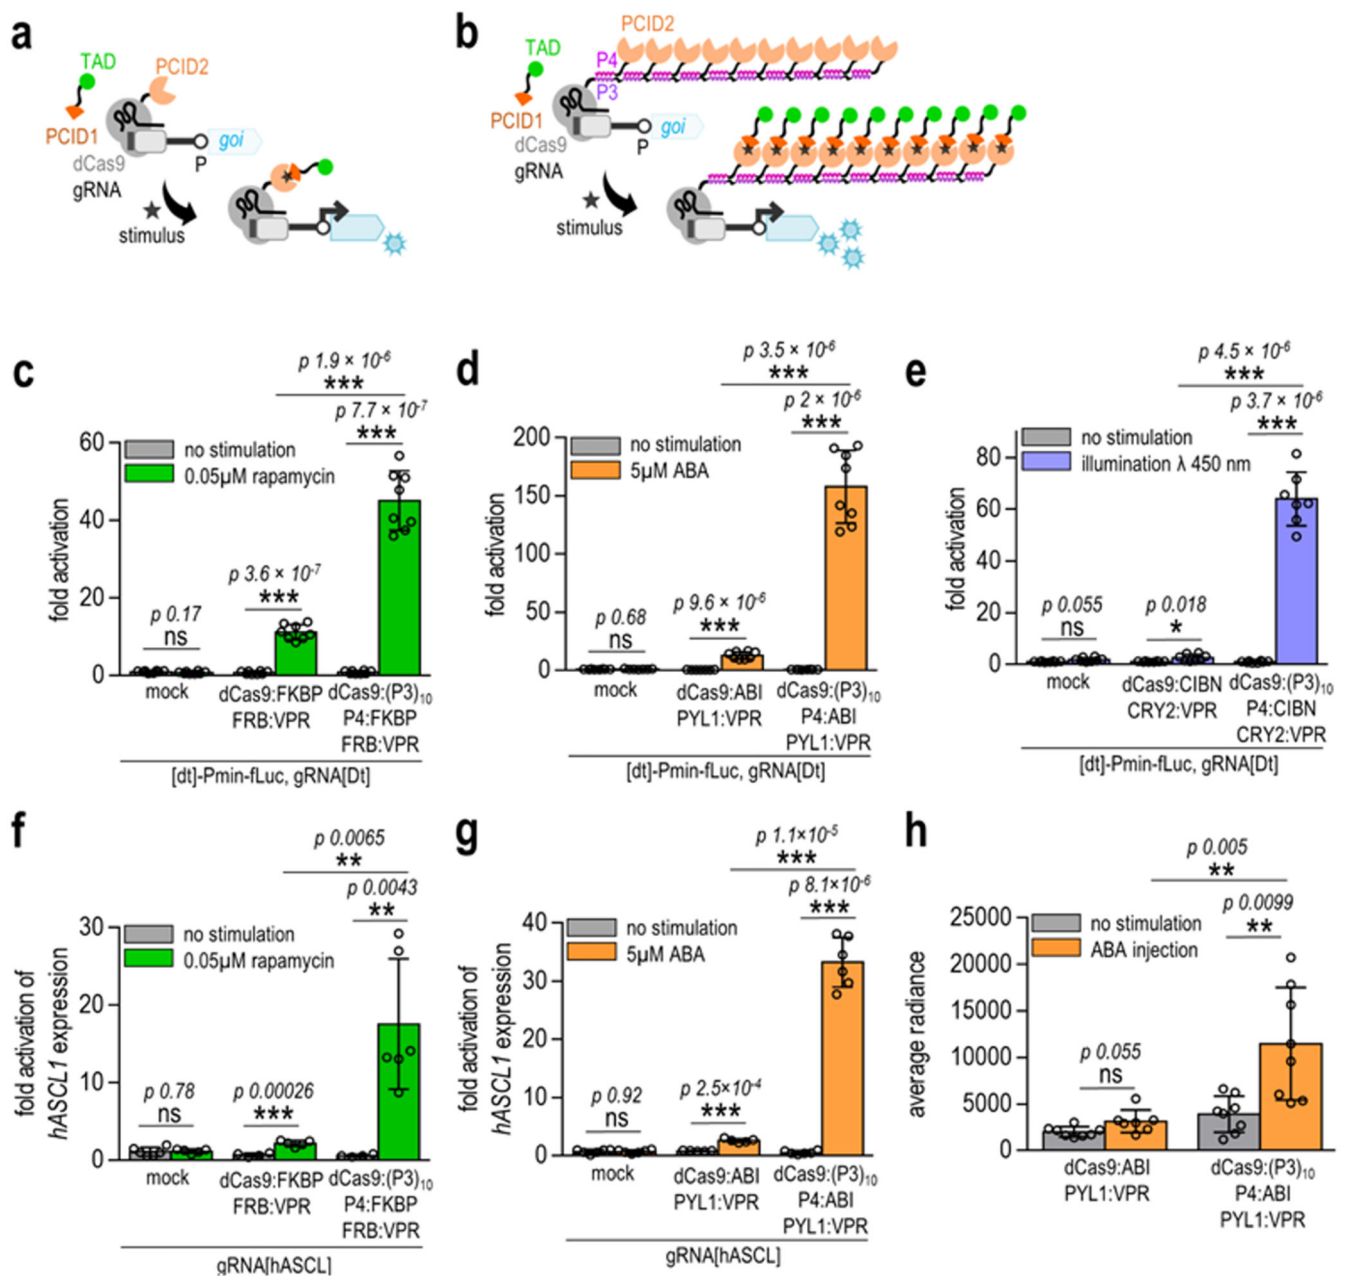 a
TAD
PCID2
PCID1
dCas9
gRNA
P
goi
stimulus
b
PCID2
TAD
P4
P3
PCID1
dCas9
gRNA
P
goi
stimulus
c
p 1.9 × 10-6
***
p 7.7 × 10-7
***
60
no stimulation
0.05µM rapamycin
40
fold activation
p 3.6 × 10-7
***
20
p 0.17
ns
0
mock
dCas9:FKBP
FRB:VPR
dCas9:(P3)10
P4:FKBP
FRB:VPR
[dt]-Pmin-fLuc, gRNA[Dt]
d
p 3.5 × 10-6
***
p 2 × 10-6
***
200
no stimulation
5µM ABA
150
fold activation
100
p 9.6 × 10-6
***
50
p 0.68
ns
0
mock
dCas9:ABI
PYL1:VPR
dCas9:(P3)10
P4:ABI
PYL1:VPR
[dt]-Pmin-fLuc, gRNA[Dt]
e
p 4.5 × 10-6
***
p 3.7 × 10-6
***
no stimulation
80
illumination λ 450 nm
60
fold activation
40
20
p 0.055
ns
p 0.018
*
0
mock
dCas9:CIBN
CRY2:VPR
dCas9:(P3)10
P4:CIBN
CRY2:VPR
[dt]-Pmin-fLuc, gRNA[Dt]
f
p 0.0065
**
p 0.0043
**
30
no stimulation
0.05µM rapamycin
20
fold activation of
hASCL1 expression
10
p 0.78
ns
p 0.00026
***
0
mock
dCas9:FKBP
FRB:VPR
dCas9:(P3)10
P4:FKBP
FRB:VPR
gRNA[hASCL]
g
p 1.1×10-5
***
p 8.1×10-6
***
40
no stimulation
5µM ABA
30
fold activation of
hASCL1 expression
20
10
p 0.92
ns
p 2.5×10-4
***
0
mock
dCas9:ABI
PYL1:VPR
dCas9:(P3)10
P4:ABI
PYL1:VPR
gRNA[hASCL]
h
p 0.005
**
p 0.0099
**
25000
no stimulation
ABA injection
20000
15000
average radiance
10000
p 0.055
ns
5000
0
dCas9:ABI
PYL1:VPR
dCas9:(P3)10
P4:ABI
PYL1:VPR